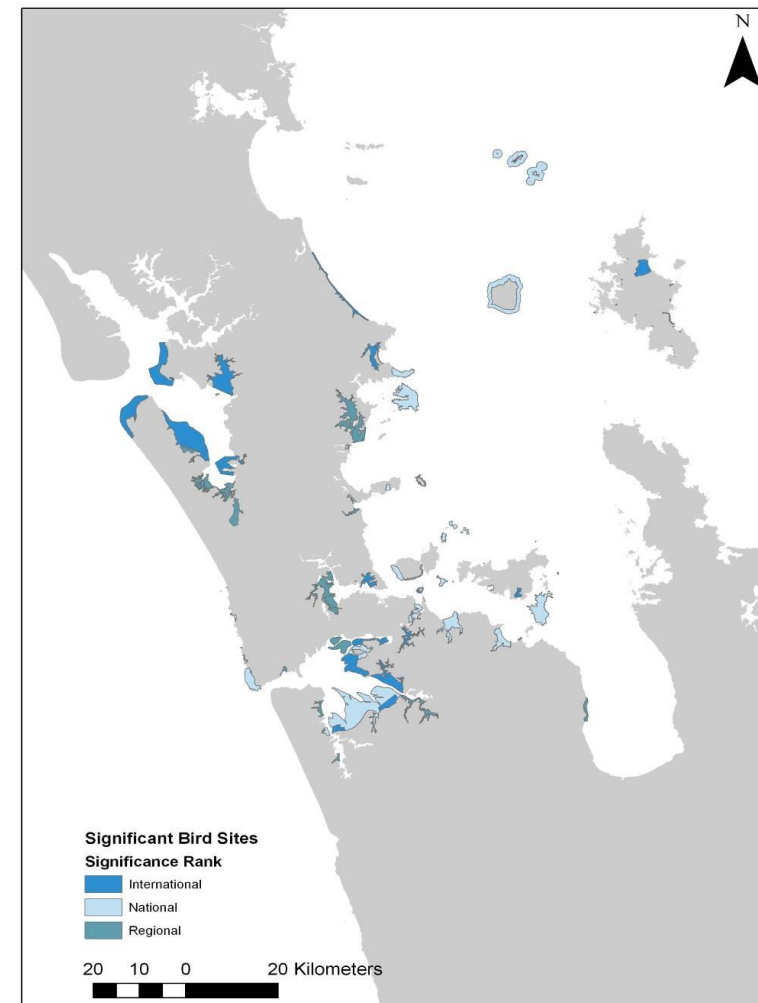 N
Significant Bird Sites
Significance Rank
International
National
Regional
20 10 0 20 Kilometers